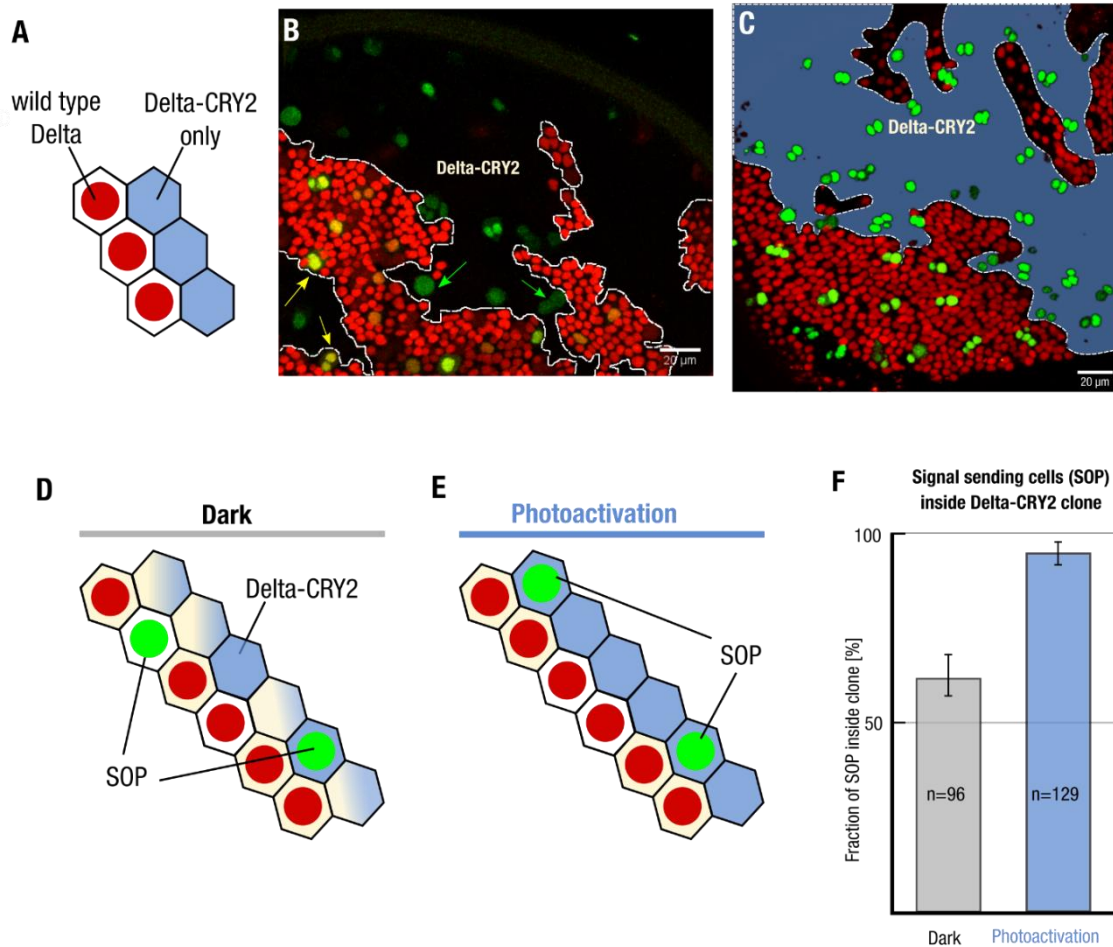 A
wild type
Delta
Delta-CRY2
only
B
Delta-CRY2
20 µm
C
Delta-CRY2
20 µm
D
Dark
Delta-CRY2
SOP
E
Photoactivation
SOP
F
Signal sending cells (SOP)
inside Delta-CRY2 clone
Fraction of SOP inside clone [%]
100
50
n=96
n=129
Dark
Photoactivation